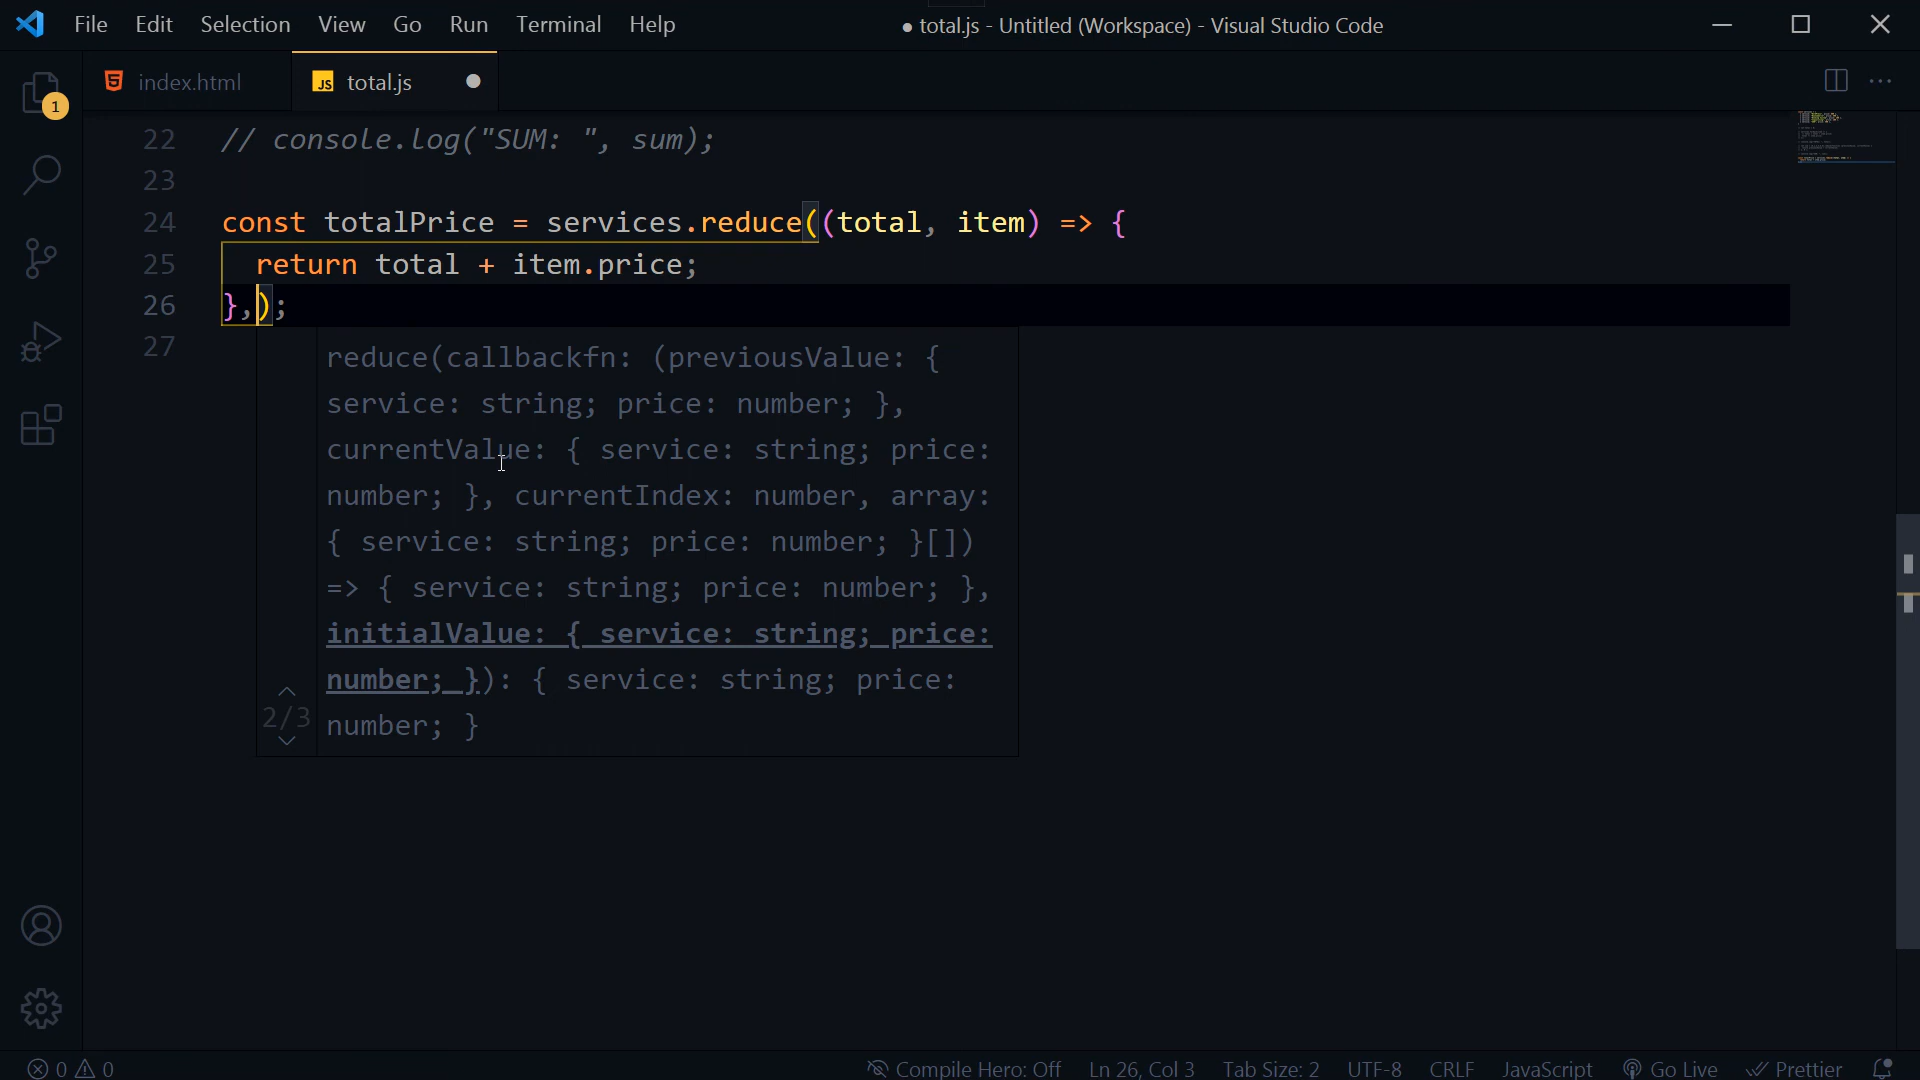 File Edit Selection View Go Run Terminal Help
● total.js - Untitled (Workspace) - Visual Studio Code
index.html
JS total.js
1
22 // console.log("SUM: ", sum);
23
24 const totalPrice = services.reduce((total, item) => {
25 return total + item.price;
26 },);
27
reduce(callbackfn: (previousValue: {
service: string; price: number; },
currentValue: { service: string; price:
number; }, currentIndex: number, array:
{ service: string; price: number; }[])
=> { service: string; price: number; },
initialValue: { service: string; price:
number; }): { service: string; price:
number; }
2/3
0 0 Compile Hero: Off Ln 26, Col 3 Tab Size: 2 UTF-8 CRLF JavaScript Go Live Prettier